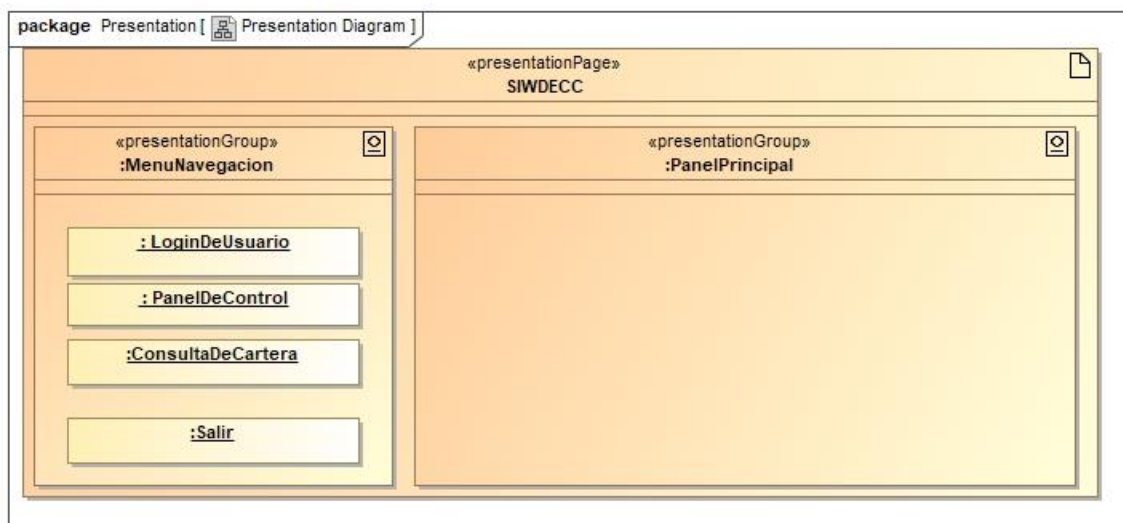 package Presentation [ Presentation Diagram ]
«presentationPage»
SIWDECC
«presentationGroup»
:MenuNavegacion
: LoginDeUsuario
: PanelDeControl
:ConsultaDeCartera
:Salir
«presentationGroup»
:PanelPrincipal